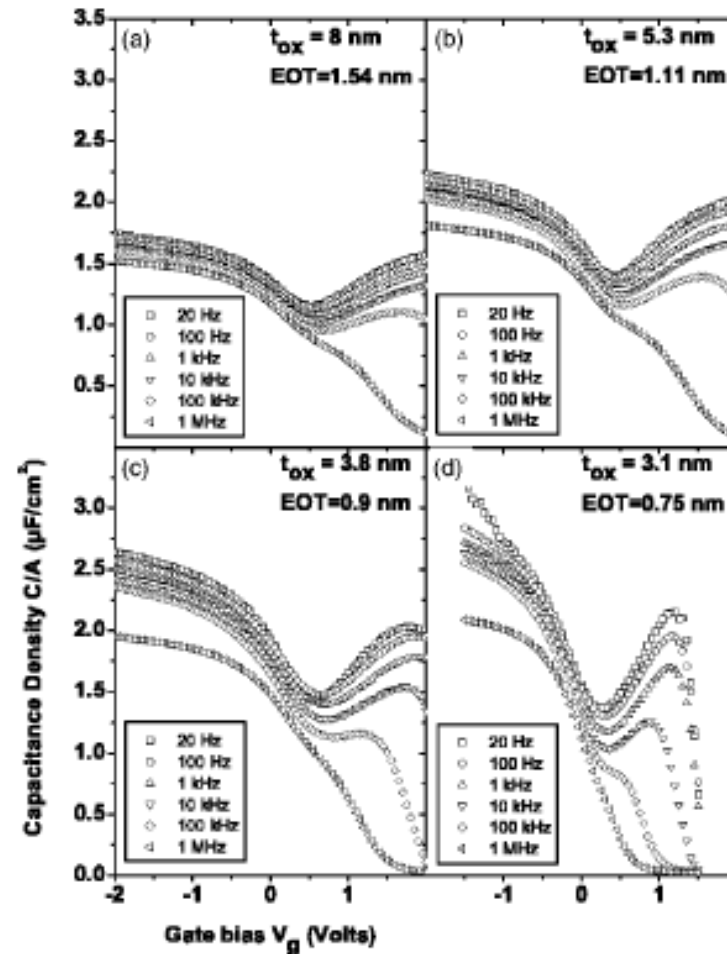 (a)
t_ox = 8 nm
EOT=1.54 nm
3.5
3.0
2.5
2.0
1.5
1.0
0.5
20 Hz
100 Hz
1 kHz
10 kHz
100 kHz
1 MHz
(b)
t_ox = 5.3 nm
EOT=1.11 nm
20 Hz
100 Hz
1 kHz
10 kHz
100 kHz
1 MHz
(c)
t_ox = 3.8 nm
EOT=0.9 nm
3.0
2.5
2.0
1.5
1.0
0.5
0.0
20 Hz
100 Hz
1 kHz
10 kHz
100 kHz
1 MHz
-2
-1
0
1
(d)
t_ox = 3.1 nm
EOT=0.75 nm
20 Hz
100 Hz
1 kHz
10 kHz
100 kHz
1 MHz
-1
0
1
Capacitance Density C/A (µF/cm²)
Gate bias V_g (Volts)